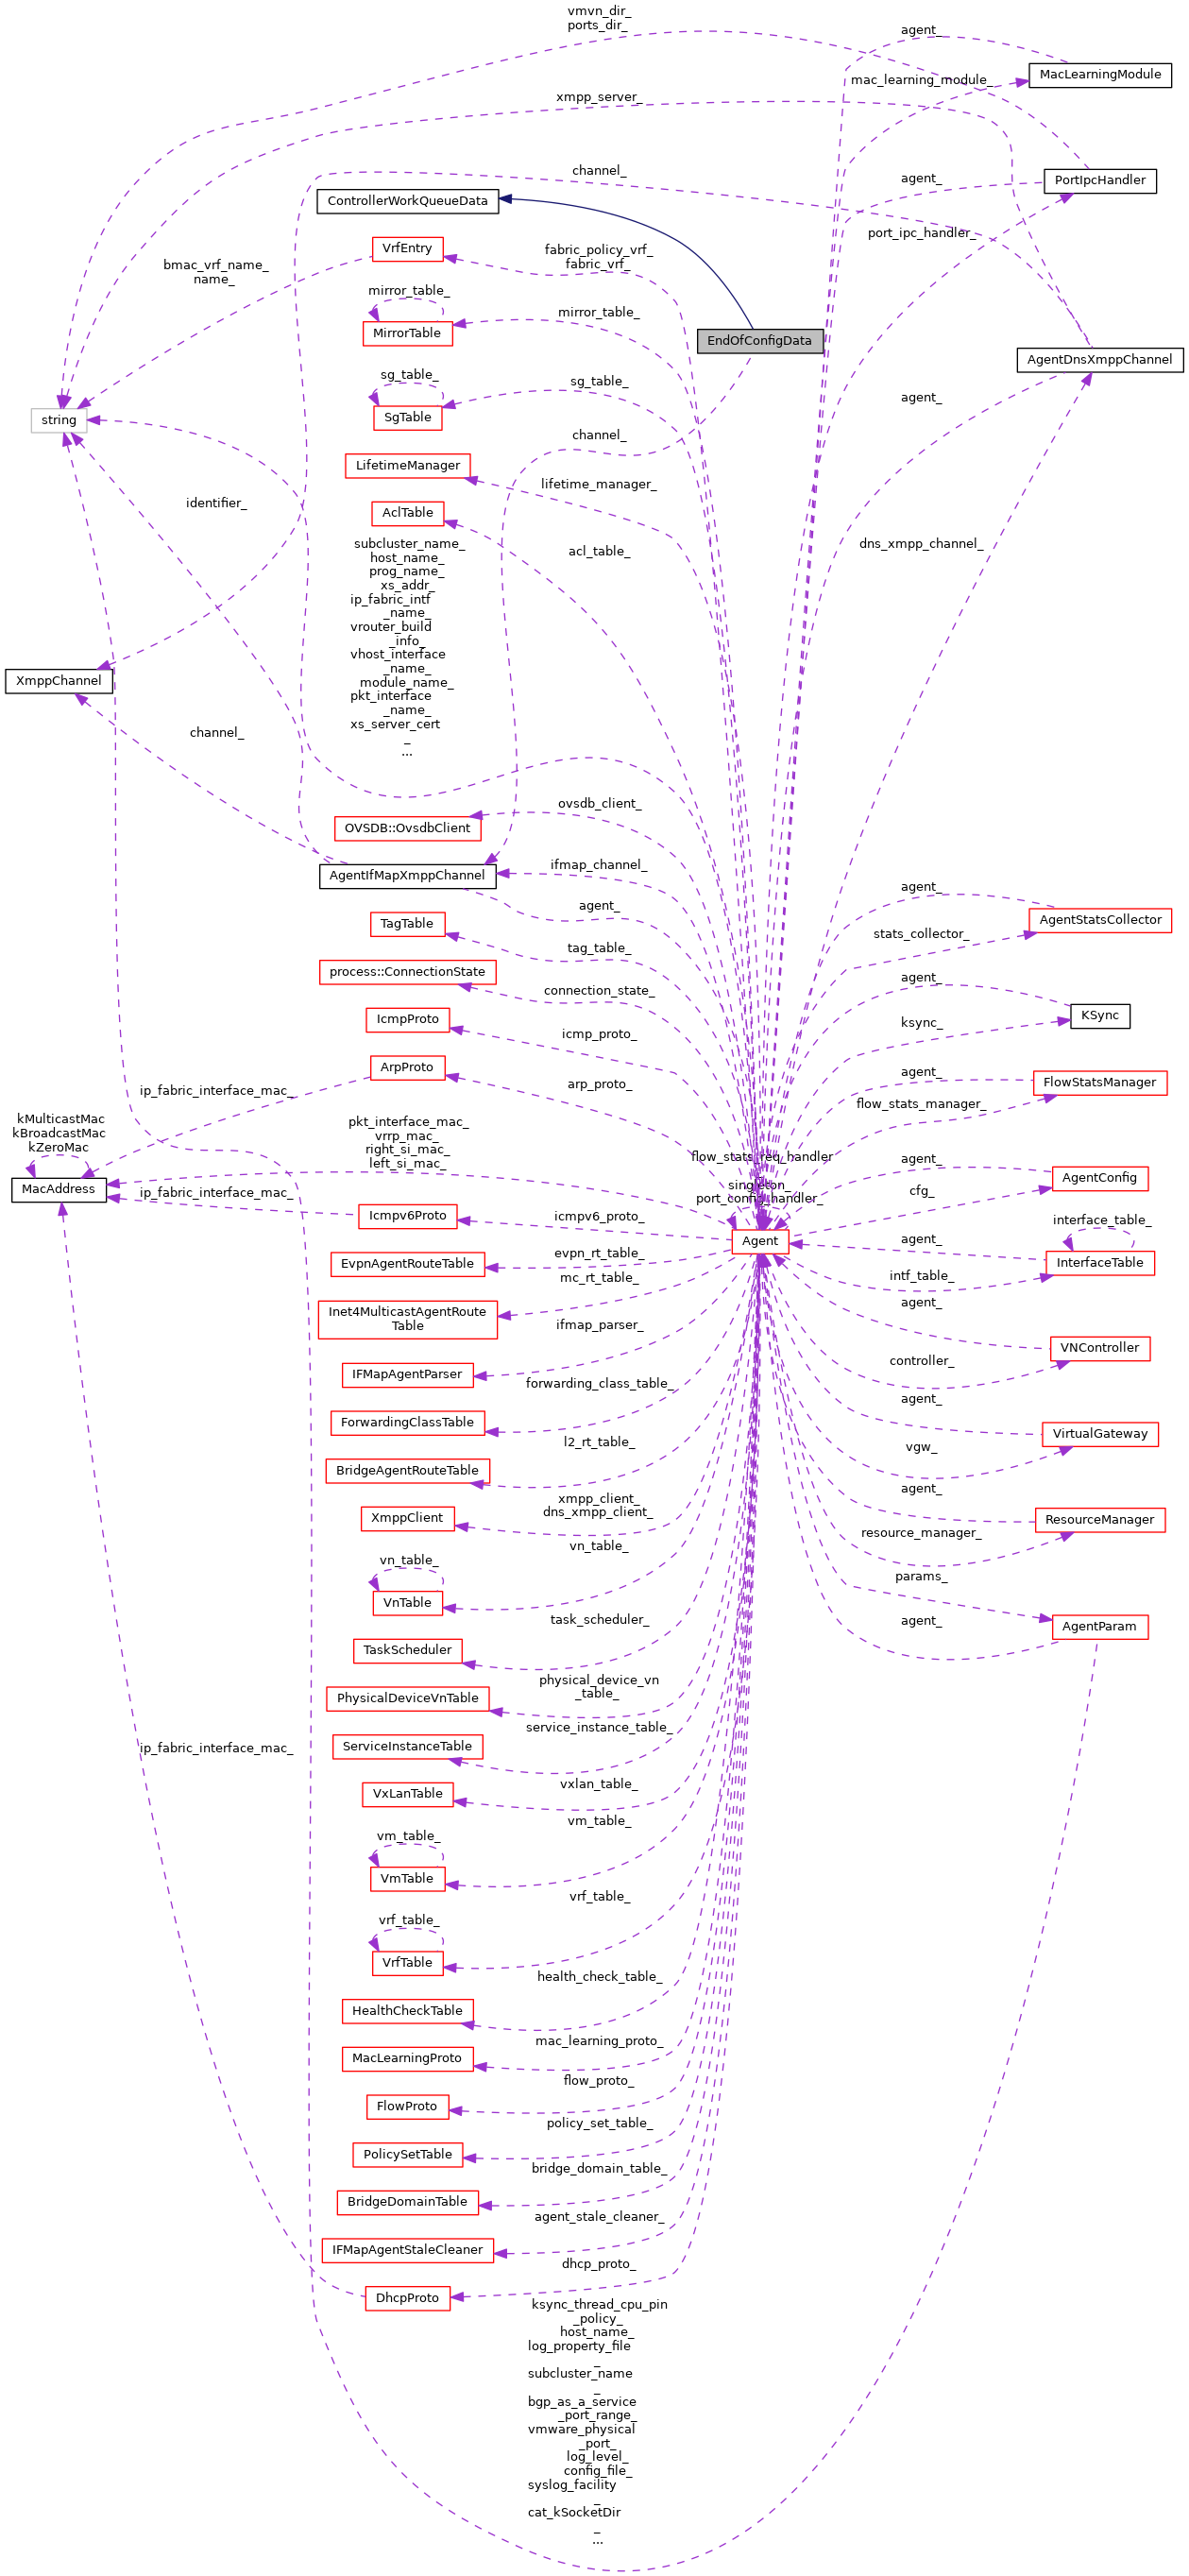 vmvn_dir_
ports_dir_
agent_
MacLearningModule
mac_learning_module_
xmpp_server_
channel_
agent_
PortIpcHandler
ControllerWorkQueueData
port_ipc_handler_
VrfEntry
fabric_policy_vrf_
fabric_vrf_
bmac_vrf_name_
name_
mirror_table_
mirror_table_
MirrorTable
EndOfConfigData
AgentDnsXmppChannel
sg_table_
sg_table_
agent_
SgTable
string
channel_
LifetimeManager
lifetime_manager_
identifier_
AclTable
acl_table_
dns_xmpp_channel_
subcluster_name_
host_name_
prog_name_
xs_addr_
ip_fabric_intf
_name_
vrouter_build
_info_
vhost_interface
_name_
module_name_
pkt_interface
_name_
xs_server_cert
_
...
XmppChannel
channel_
ovsdb_client_
OVSDB::OvsdbClient
ifmap_channel_
AgentIfMapXmppChannel
agent_
agent_
AgentStatsCollector
TagTable
stats_collector_
tag_table_
process::ConnectionState
agent_
connection_state_
IcmpProto
KSync
ksync_
icmp_proto_
ArpProto
agent_
FlowStatsManager
arp_proto_
ip_fabric_interface_mac_
flow_stats_manager_
kMulticastMac
kBroadcastMac
kZeroMac
pkt_interface_mac_
vrrp_mac_
right_si_mac_
left_si_mac_
flow_stats_req_handler
_
singleton_
port_config_handler_
agent_
AgentConfig
MacAddress
ip_fabric_interface_mac_
cfg_
Icmpv6Proto
icmpv6_proto_
Agent
interface_table_
agent_
EvpnAgentRouteTable
evpn_rt_table_
InterfaceTable
mc_rt_table_
intf_table_
Inet4MulticastAgentRoute
Table
agent_
ifmap_parser_
VNController
controller_
IFMapAgentParser
forwarding_class_table_
agent_
ForwardingClassTable
VirtualGateway
l2_rt_table_
vgw_
BridgeAgentRouteTable
agent_
xmpp_client_
dns_xmpp_client_
XmppClient
ResourceManager
resource_manager_
vn_table_
vn_table_
params_
VnTable
task_scheduler_
agent_
AgentParam
TaskScheduler
physical_device_vn
_table_
PhysicalDeviceVnTable
service_instance_table_
ServiceInstanceTable
ip_fabric_interface_mac_
vxlan_table_
VxLanTable
vm_table_
vm_table_
VmTable
vrf_table_
vrf_table_
VrfTable
health_check_table_
HealthCheckTable
mac_learning_proto_
MacLearningProto
flow_proto_
FlowProto
policy_set_table_
PolicySetTable
bridge_domain_table_
BridgeDomainTable
agent_stale_cleaner_
IFMapAgentStaleCleaner
dhcp_proto_
DhcpProto
ksync_thread_cpu_pin
_policy_
host_name_
log_property_file
_
subcluster_name
_
bgp_as_a_service
_port_range_
vmware_physical
_port_
log_level_
config_file_
syslog_facility
_
cat_kSocketDir
_
...